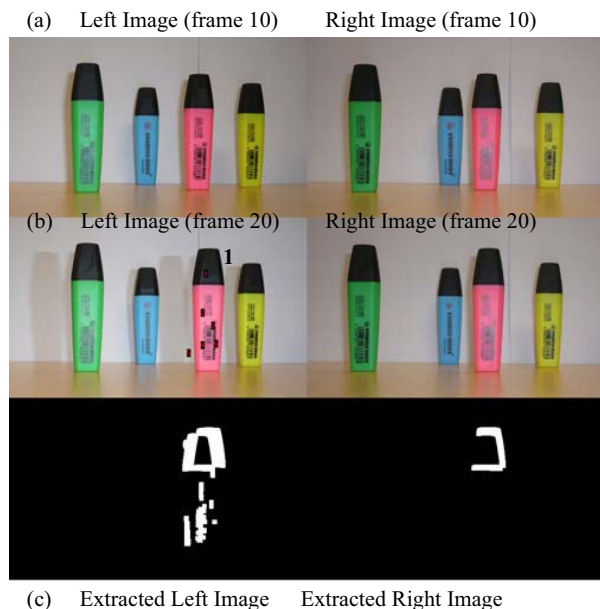 (a) Left Image (frame 10) Right Image (frame 10)
(b) Left Image (frame 20) Right Image (frame 20)
1
(c) Extracted Left Image Extracted Right Image